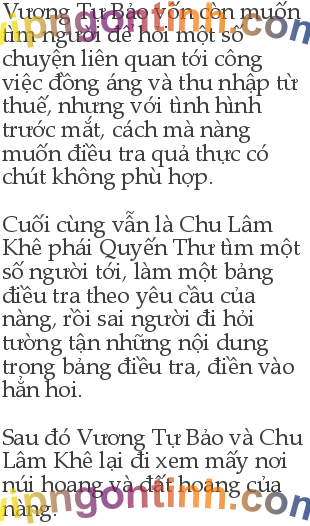 Vương Tự Bảo vốn còn muốn
tìm người để hỏi một số
chuyện liên quan tới công
việc đồng áng và thu nhập từ
thuế, nhưng với tình hình
trước mắt, cách mà nàng
muốn điều tra quả thực có
chút không phù hợp.
Cuối cùng vẫn là Chu Lâm
Khê phái Quyến Thư tìm một
số người tới, làm một bảng
điều tra theo yêu cầu của
nàng, rồi sai người đi hỏi
tường tận những nội dung
trong bảng điều tra, điền vào
hẳn hoi.
Sau đó Vương Tự Bảo và Chu
Lâm Khê lại đi xem mấy nơi
núi hoang và đất hoang của
nàng.
vipngontinh.com
vipngontinh.com